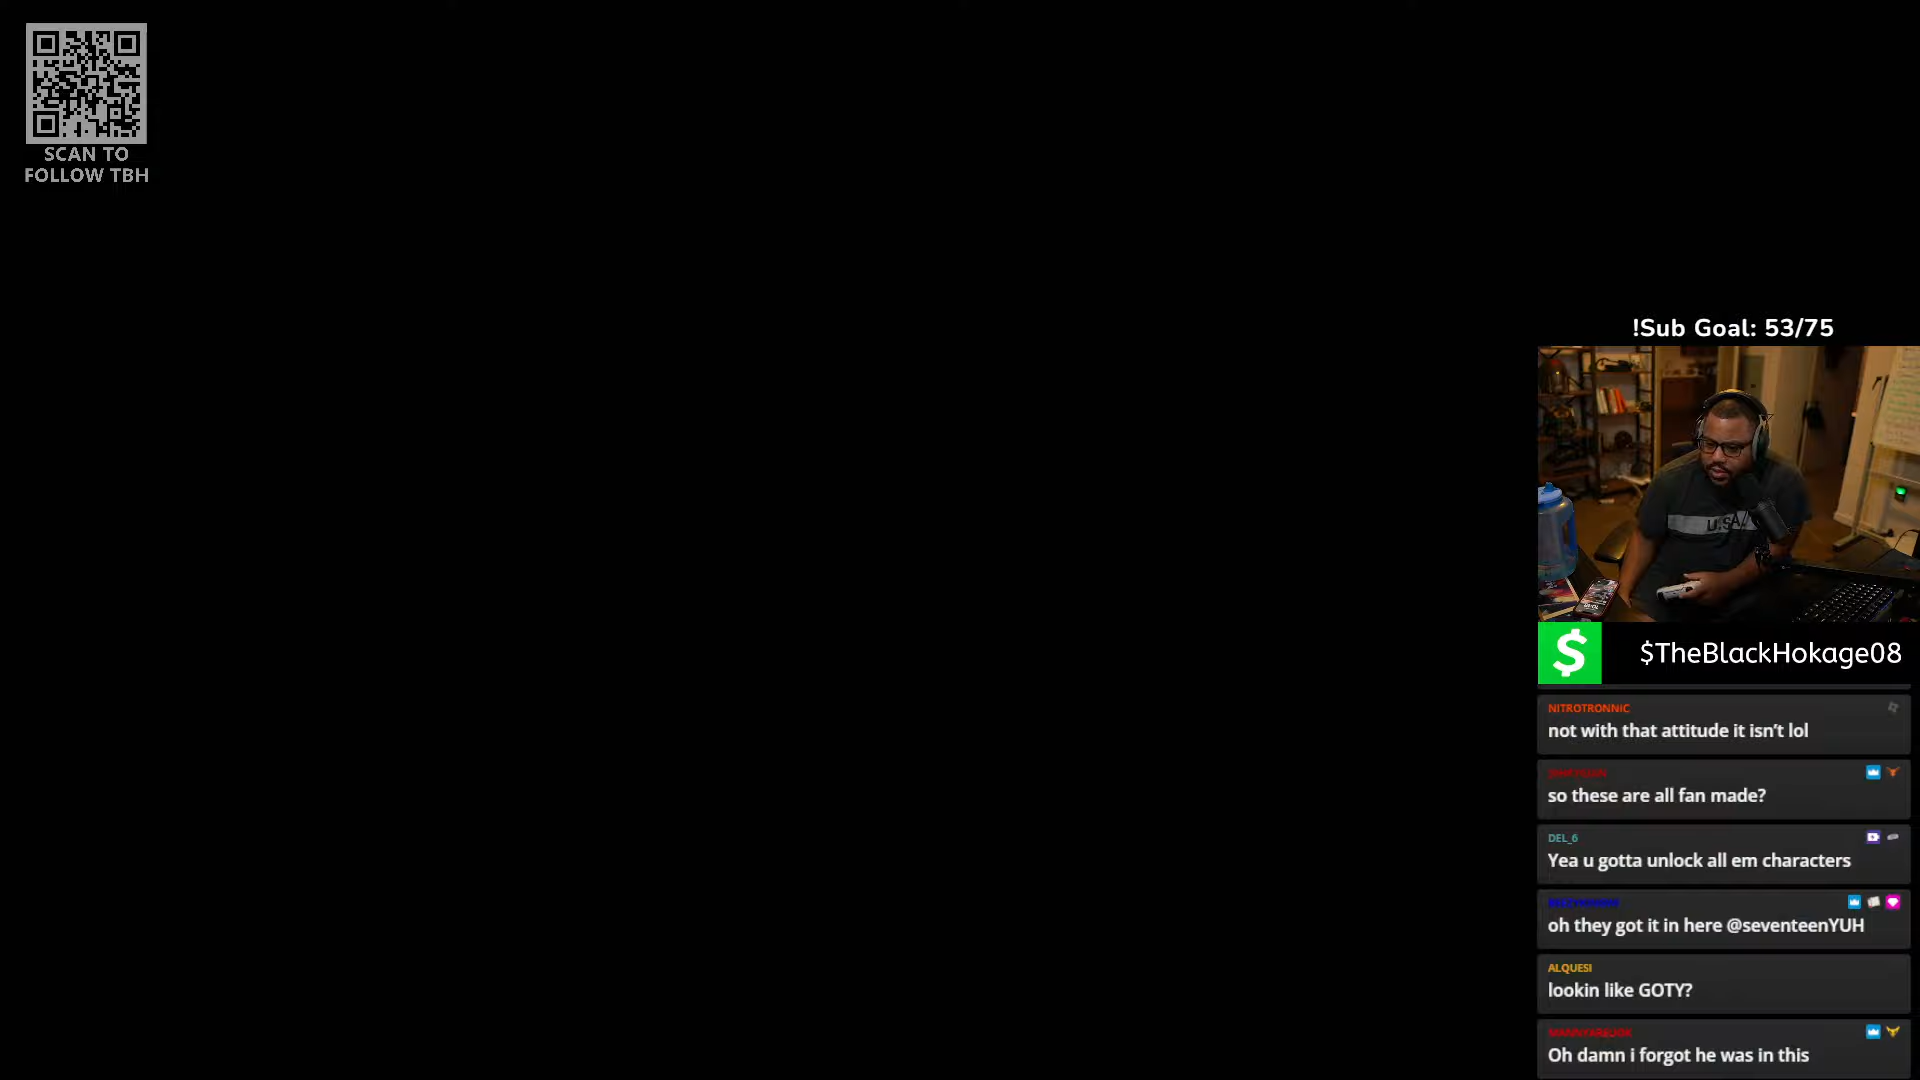 SCAN TO
FOLLOW TBH
!Sub Goal: 53/75
U.S.A.
$
$TheBlackHokage08
NITROTRONNIC
not with that attitude it isn't lol
so these are all fan made?
DEL_6
Yea u gotta unlock all em characters
oh they got it in here @seventeenYUH
ALQUESI
lookin like GOTY?
Oh damn i forgot he was in this